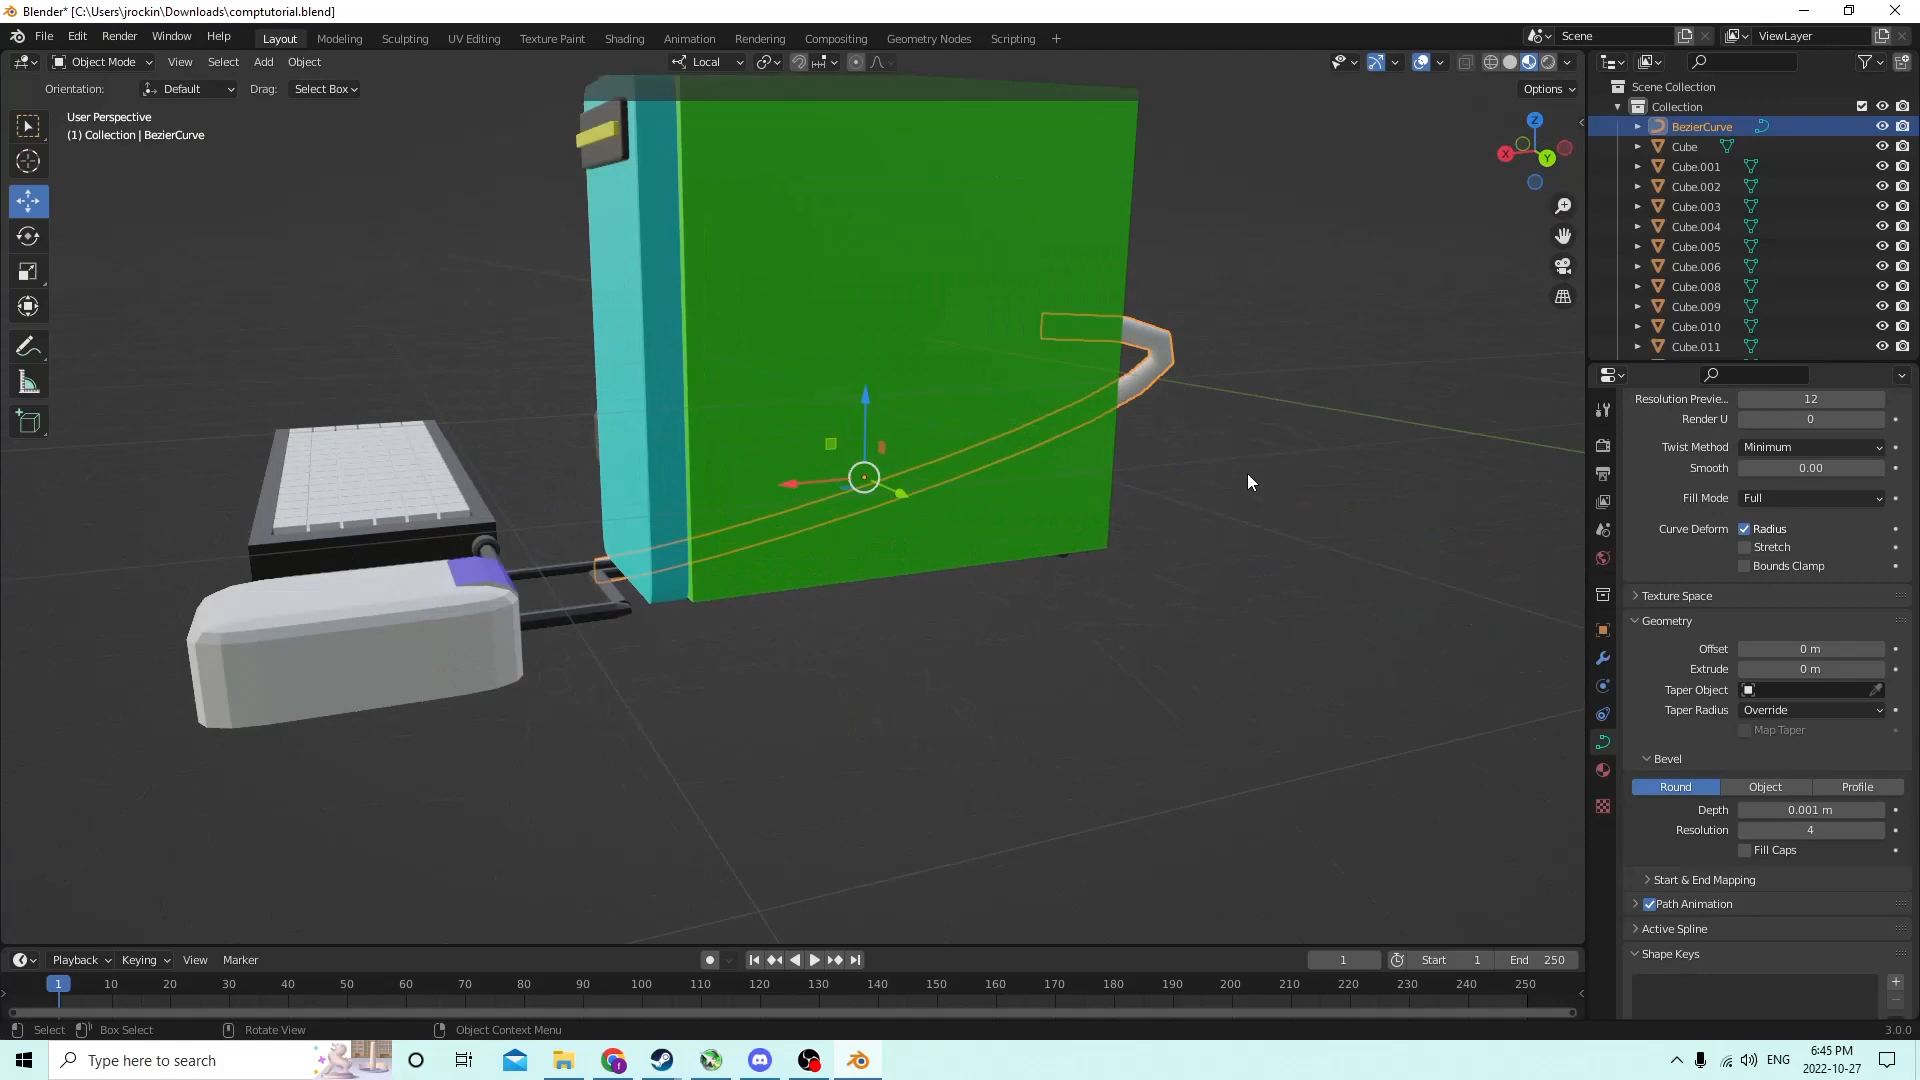 Blender* [C:\Users\jrockin\Downloads\comptutorial.blend]
File Edit Render Window Help Layout Modeling Sculpting UV Editing Texture Paint Shading Animation Rendering Compositing Geometry Nodes Scripting + Scene ViewLayer
Object Mode View Select Add Object Local
Orientation: Default Drag: Select Box Options
User Perspective
(1) Collection | BezierCurve
Z
X
Y
Scene Collection
Collection
BezierCurve
Cube
Cube.001
Cube.002
Cube.003
Cube.004
Cube.005
Cube.006
Cube.008
Cube.009
Cube.010
Cube.011
Resolution Previe... 12
Render U 0
Twist Method Minimum
Smooth 0.00
Fill Mode Full
Curve Deform Radius
Stretch
Bounds Clamp
Texture Space
Geometry
Offset 0 m
Extrude 0 m
Taper Object
Taper Radius Override
Map Taper
Bevel
Round Object Profile
Depth 0.001 m
Resolution 4
Fill Caps
Start & End Mapping
Path Animation
Active Spline
Shape Keys
Playback Keying View Marker 1 Start 1 End 250
1 10 20 30 40 50 60 70 80 90 100 110 120 130 140 150 160 170 180 190 200 210 220 230 240 250
Select Box Select Rotate View Object Context Menu 3.0.0
Type here to search
ENG
6:45 PM
2022-10-27